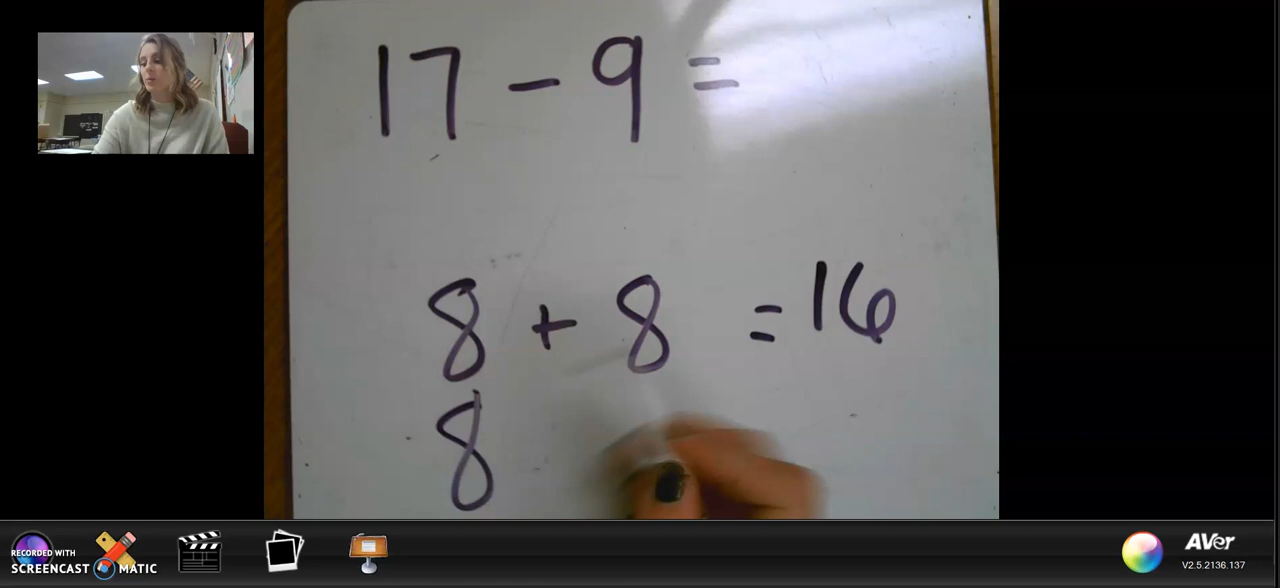 17 - 9 =
8 + 8 = 16
8
RECORDED WITH
SCREENCAST MATIC
AVer
V2.5.2136.137